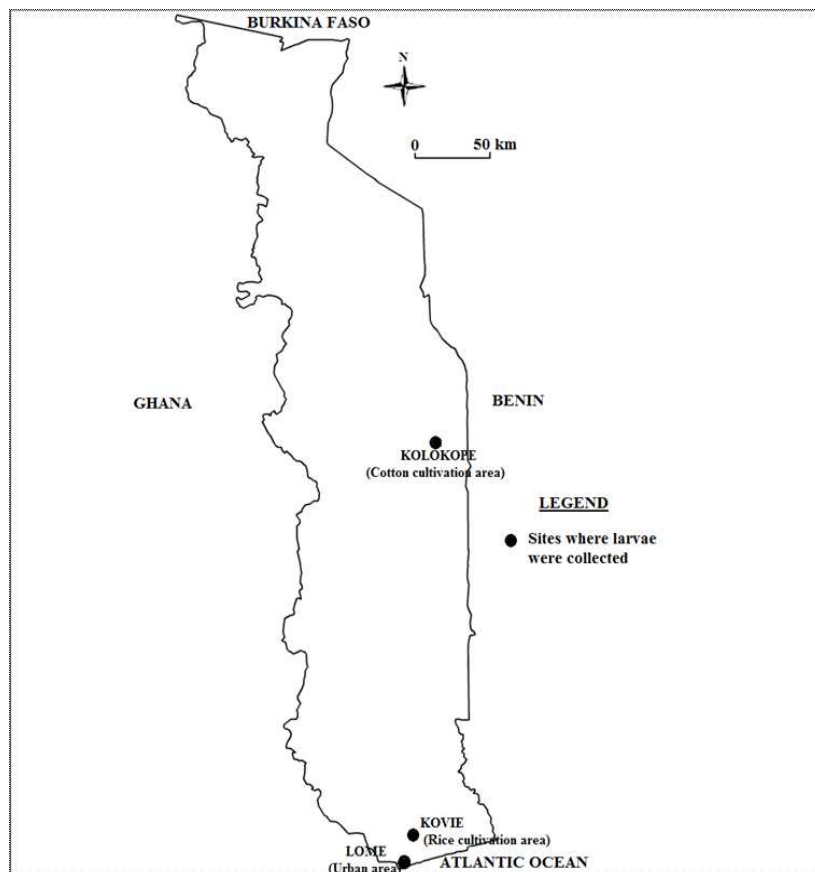 BURKINA FASO
N
0 50 km
GHANA
BENIN
KOLOKOPE
(Cotton cultivation area)
LEGEND
Sites where larvae
were collected
KOVIE
(Rice cultivation area)
LOME
(Urban area)
ATLANTIC OCEAN